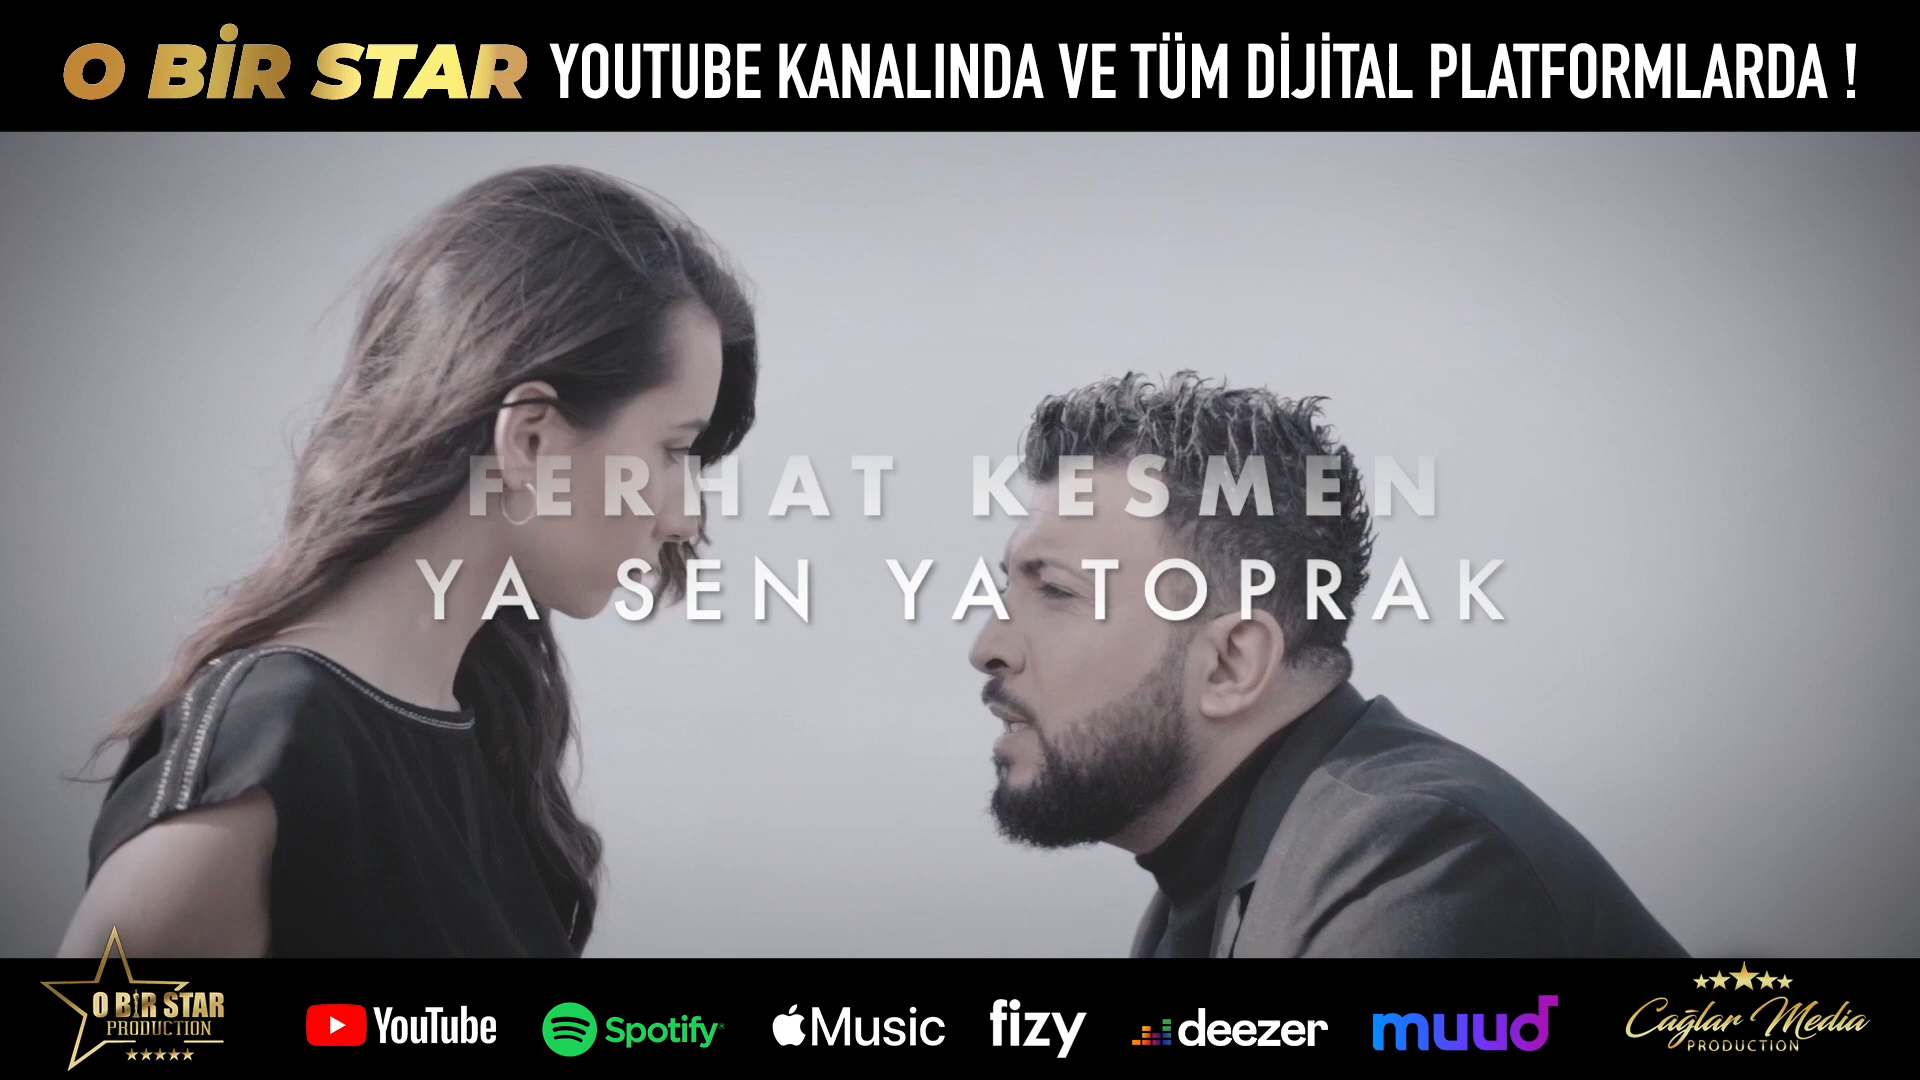 O BİR STAR YOUTUBE KANALINDA VE TÜM DİJİTAL PLATFORMLARDA !
FERHAT KESMEN
YA SEN YA TOPRAK
O BİR STAR
PRODUCTION
YouTube
Spotify
Music
fizy
deezer
muud
Cağlar Media
PRODUCTION